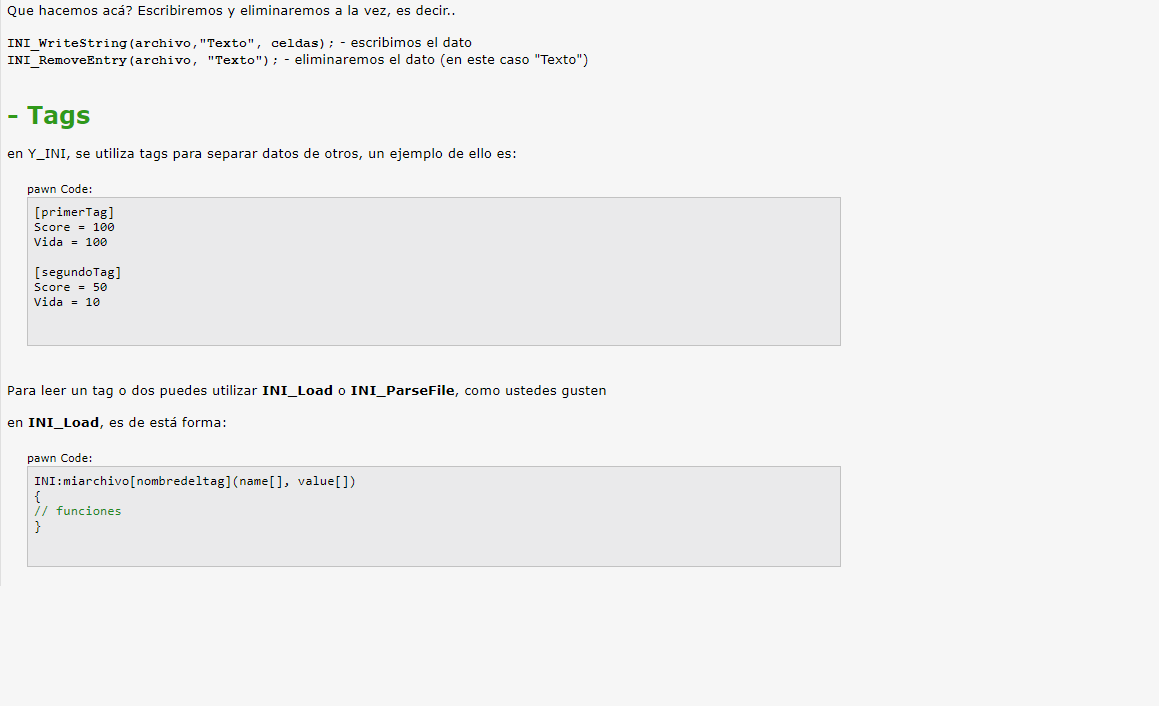 Que hacemos acá? Escribiremos y eliminaremos a la vez, es decir..
INI_WriteString(archivo,"Texto", celdas); - escribimos el dato
INI_RemoveEntry(archivo, "Texto"); - eliminaremos el dato (en este caso "Texto")
- Tags
en Y_INI, se utiliza tags para separar datos de otros, un ejemplo de ello es:
pawn Code:
[primerTag]
Score = 100
Vida = 100
[segundoTag]
Score = 50
Vida = 10
Para leer un tag o dos puedes utilizar INI_Load o INI_ParseFile, como ustedes gusten
en INI_Load, es de está forma:
pawn Code:
INI:miarchivo[nombredeltag](name[], value[])
{
// funciones
}